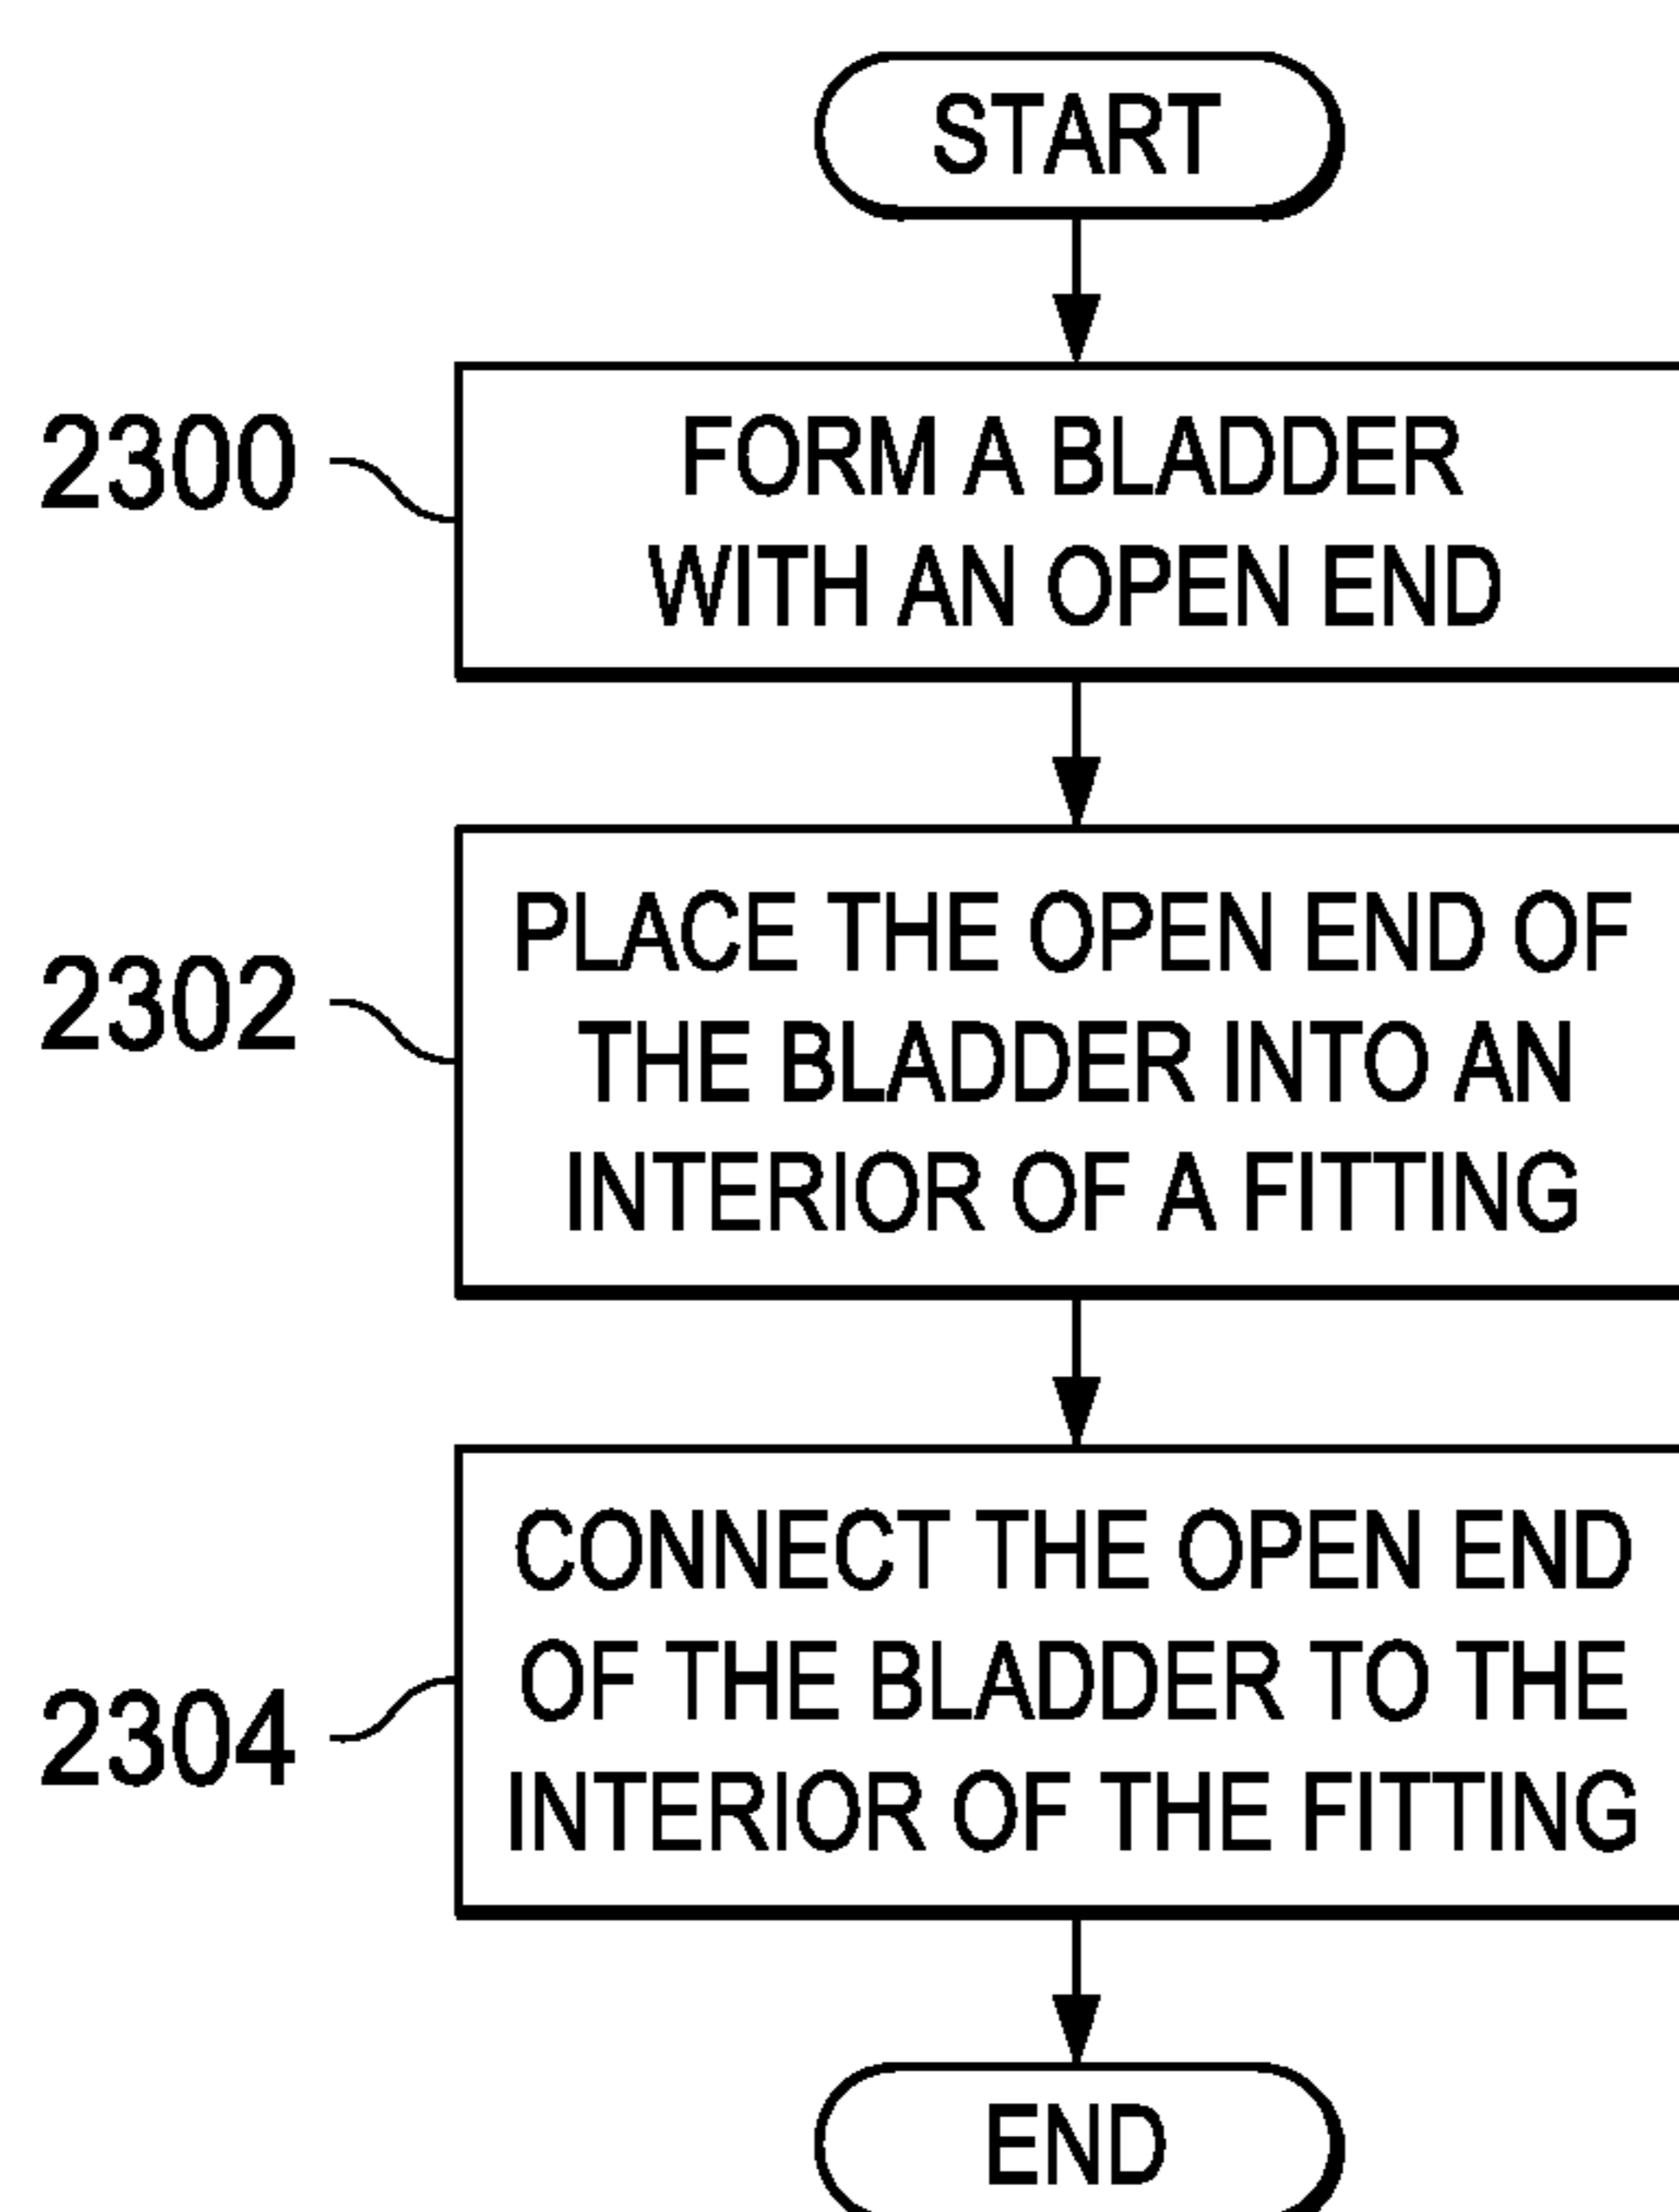 START
2300
FORM A BLADDER
WITH AN OPEN END
2302
PLACE THE OPEN END OF
THE BLADDER INTO AN
INTERIOR OF A FITTING
2304
CONNECT THE OPEN END
OF THE BLADDER TO THE
INTERIOR OF THE FITTING
END